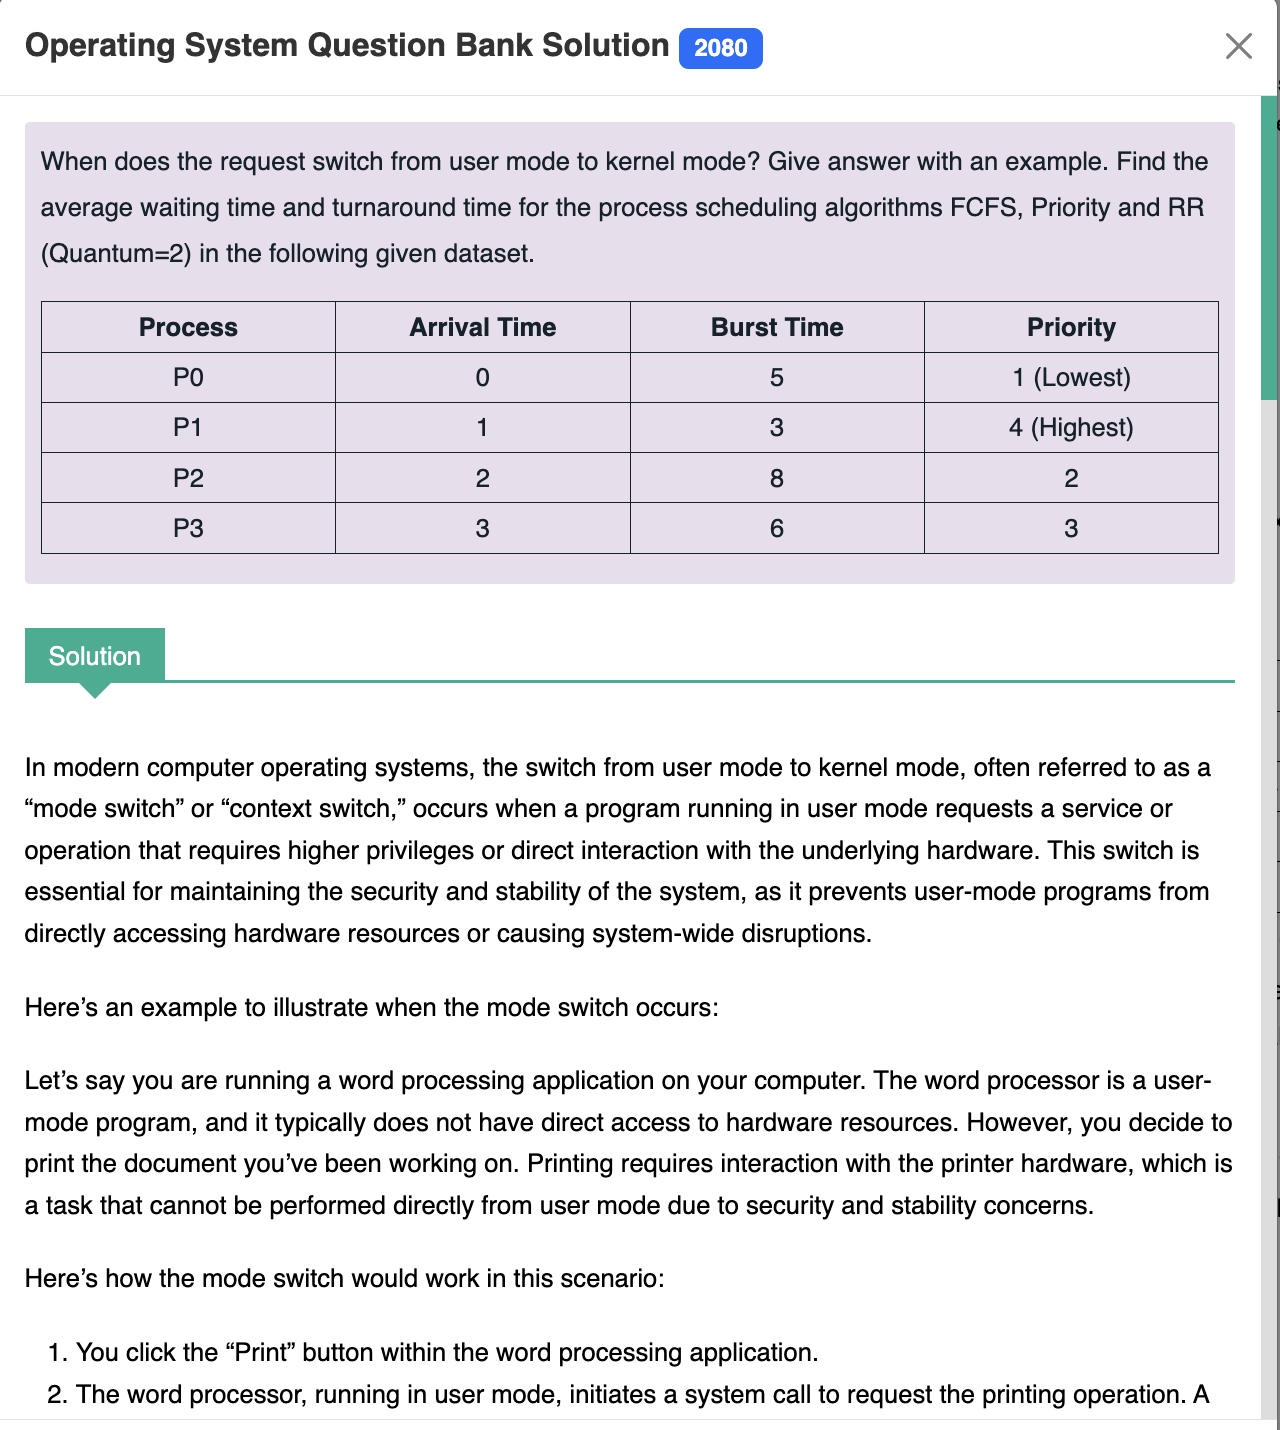 Operating System Question Bank Solution 2080
When does the request switch from user mode to kernel mode? Give answer with an example. Find the
average waiting time and turnaround time for the process scheduling algorithms FCFS, Priority and RR
(Quantum=2) in the following given dataset.
Process Arrival Time Burst Time Priority
P0 0 5 1 (Lowest)
P1 1 3 4 (Highest)
P2 2 8 2
P3 3 6 3
Solution
In modern computer operating systems, the switch from user mode to kernel mode, often referred to as a
“mode switch” or “context switch,” occurs when a program running in user mode requests a service or
operation that requires higher privileges or direct interaction with the underlying hardware. This switch is
essential for maintaining the security and stability of the system, as it prevents user-mode programs from
directly accessing hardware resources or causing system-wide disruptions.
Here’s an example to illustrate when the mode switch occurs:
Let’s say you are running a word processing application on your computer. The word processor is a user-
mode program, and it typically does not have direct access to hardware resources. However, you decide to
print the document you’ve been working on. Printing requires interaction with the printer hardware, which is
a task that cannot be performed directly from user mode due to security and stability concerns.
Here’s how the mode switch would work in this scenario:
1. You click the “Print” button within the word processing application.
2. The word processor, running in user mode, initiates a system call to request the printing operation. A